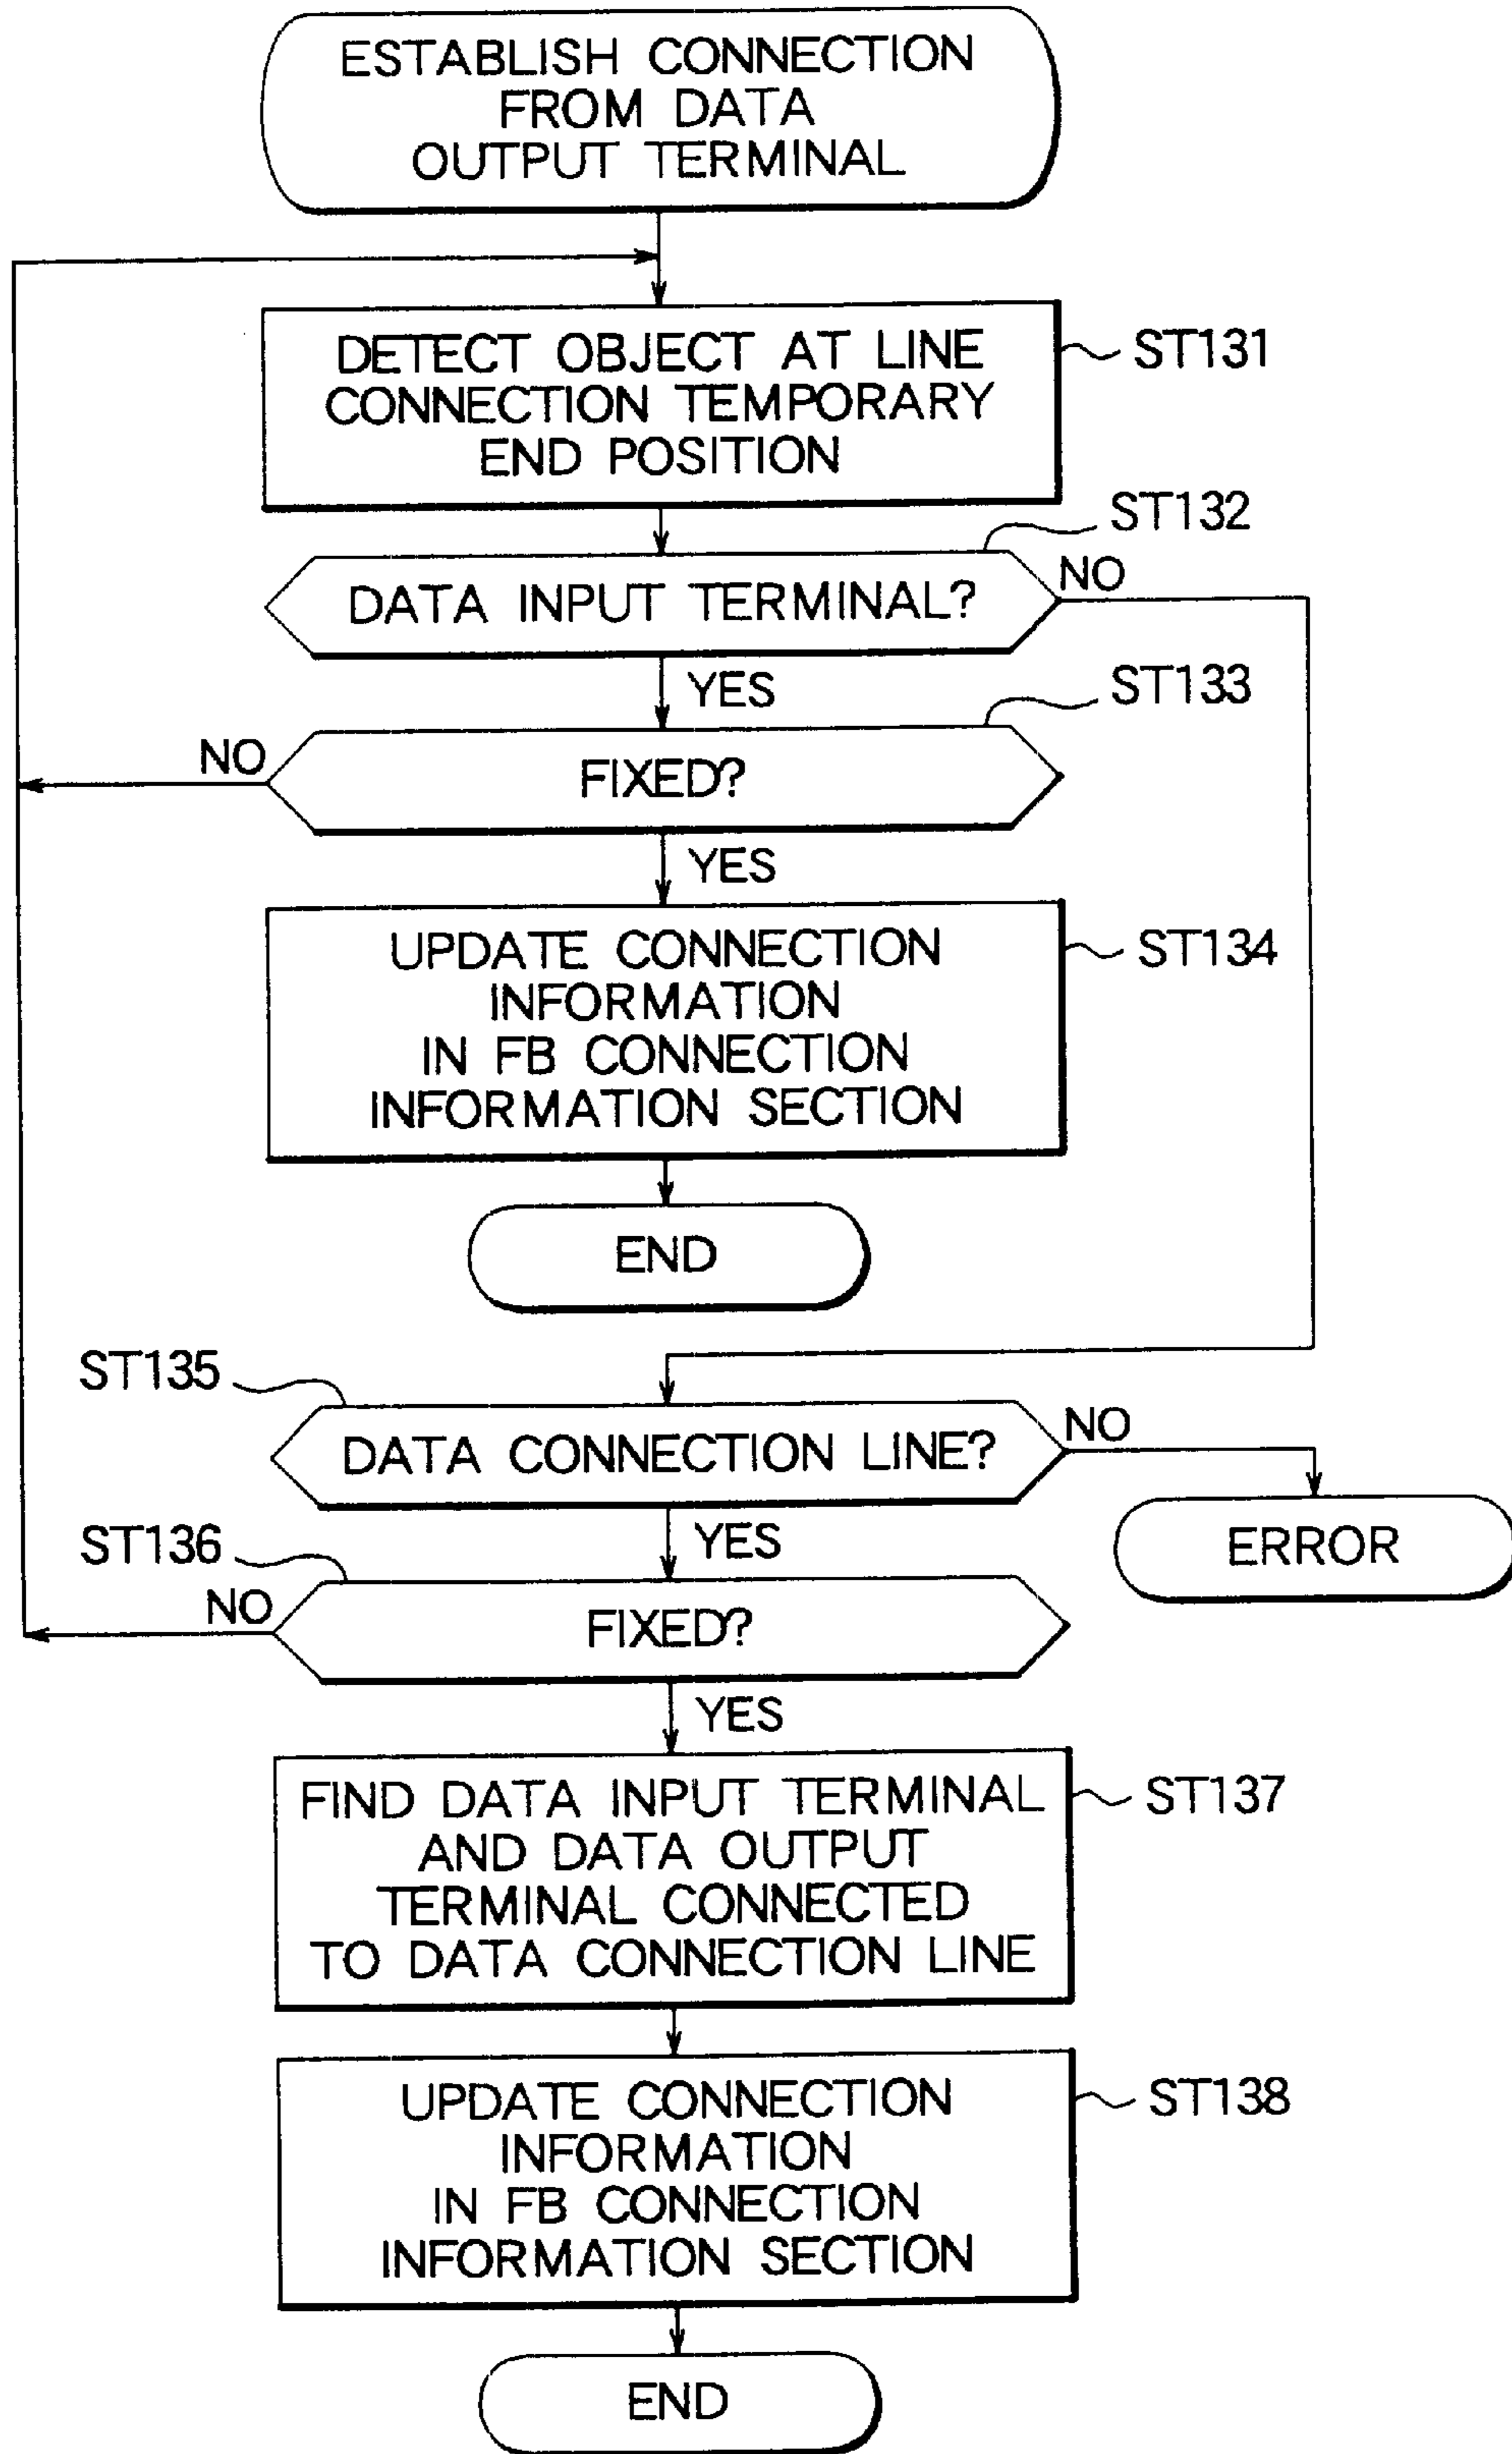 ESTABLISH CONNECTION
FROM DATA
OUTPUT TERMINAL
DETECT OBJECT AT LINE
CONNECTION TEMPORARY
END POSITION
ST131
ST132
DATA INPUT TERMINAL?
NO
YES
ST133
FIXED?
NO
YES
UPDATE CONNECTION
INFORMATION
IN FB CONNECTION
INFORMATION SECTION
ST134
END
ST135
DATA CONNECTION LINE?
NO
YES
ERROR
ST136
FIXED?
NO
YES
FIND DATA INPUT TERMINAL
AND DATA OUTPUT
TERMINAL CONNECTED
TO DATA CONNECTION LINE
ST137
UPDATE CONNECTION
INFORMATION
IN FB CONNECTION
INFORMATION SECTION
ST138
END